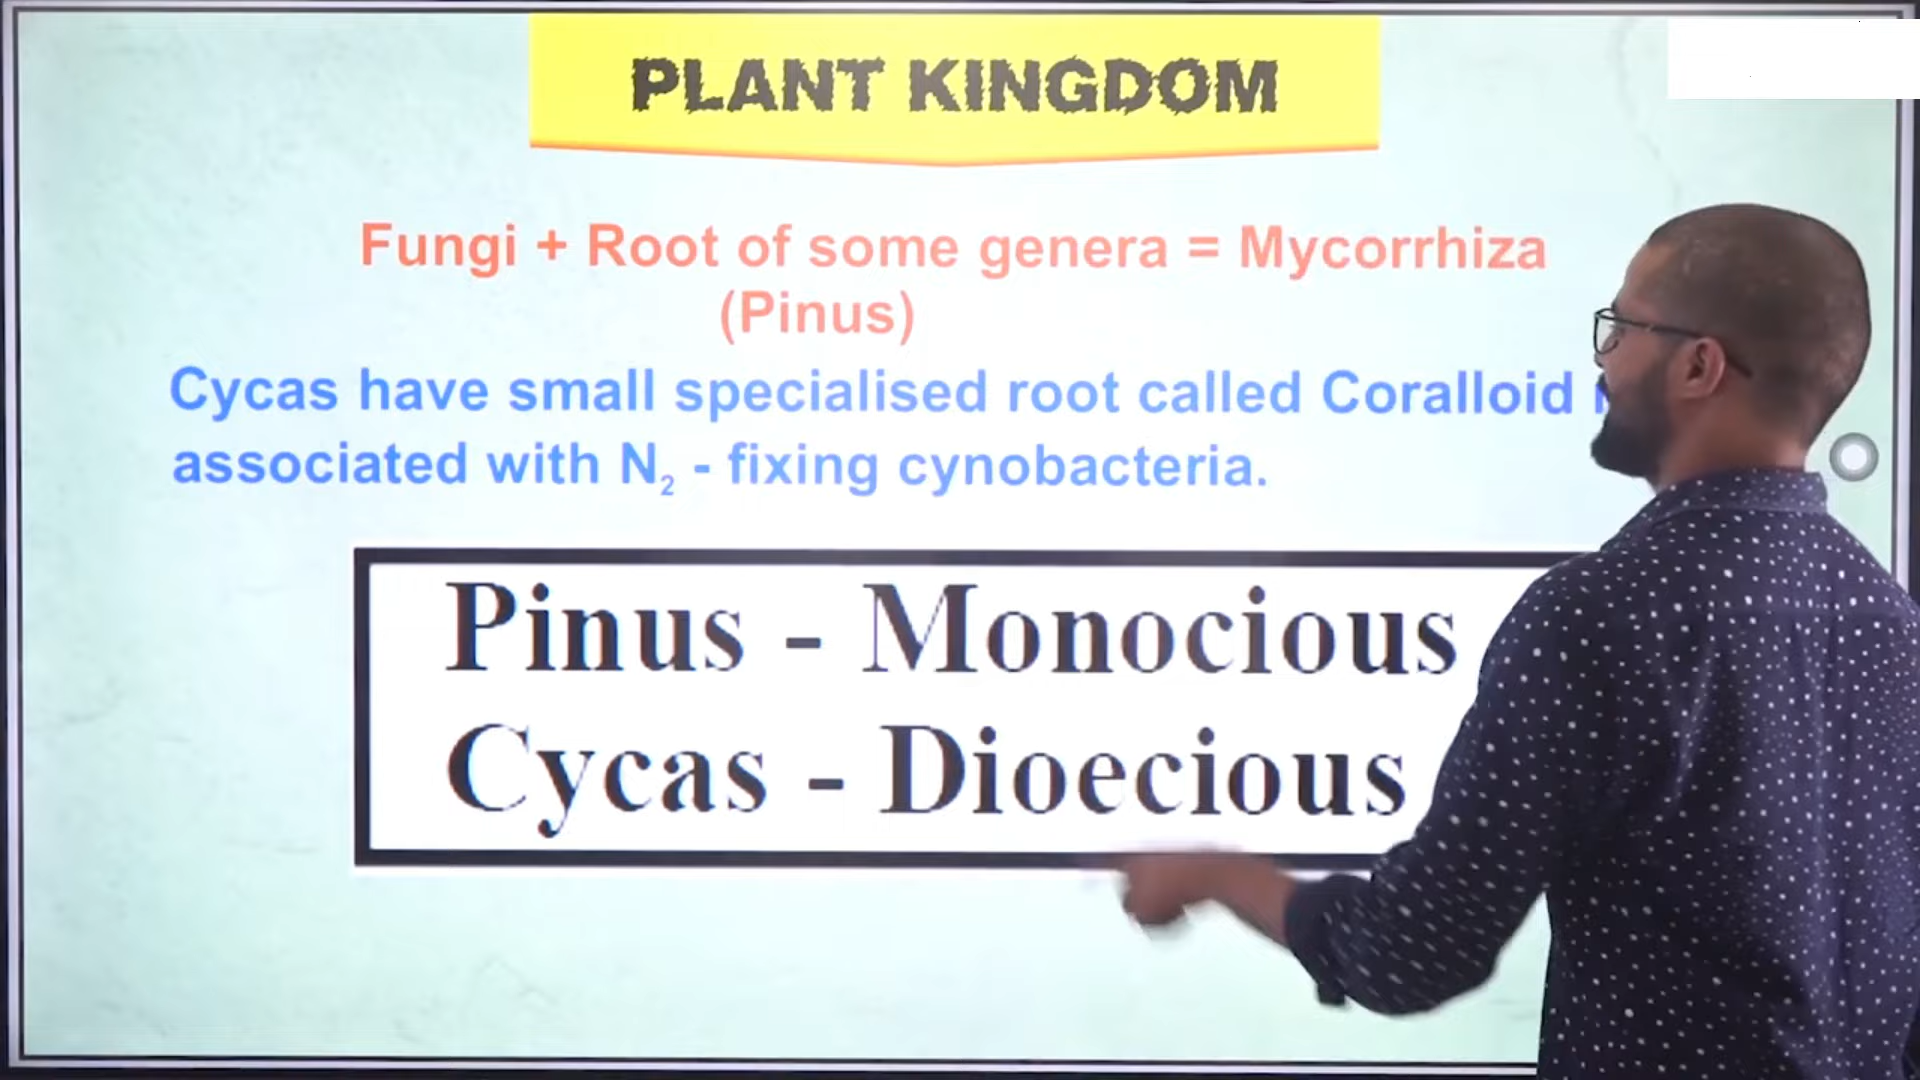 PLANT KINGDOM
Fungi + Root of some genera = Mycorrhiza
(Pinus)
Cycas have small specialised root called Coralloid
associated with N₂ - fixing cynobacteria.
Pinus - Monocious
Cycas - Dioecious